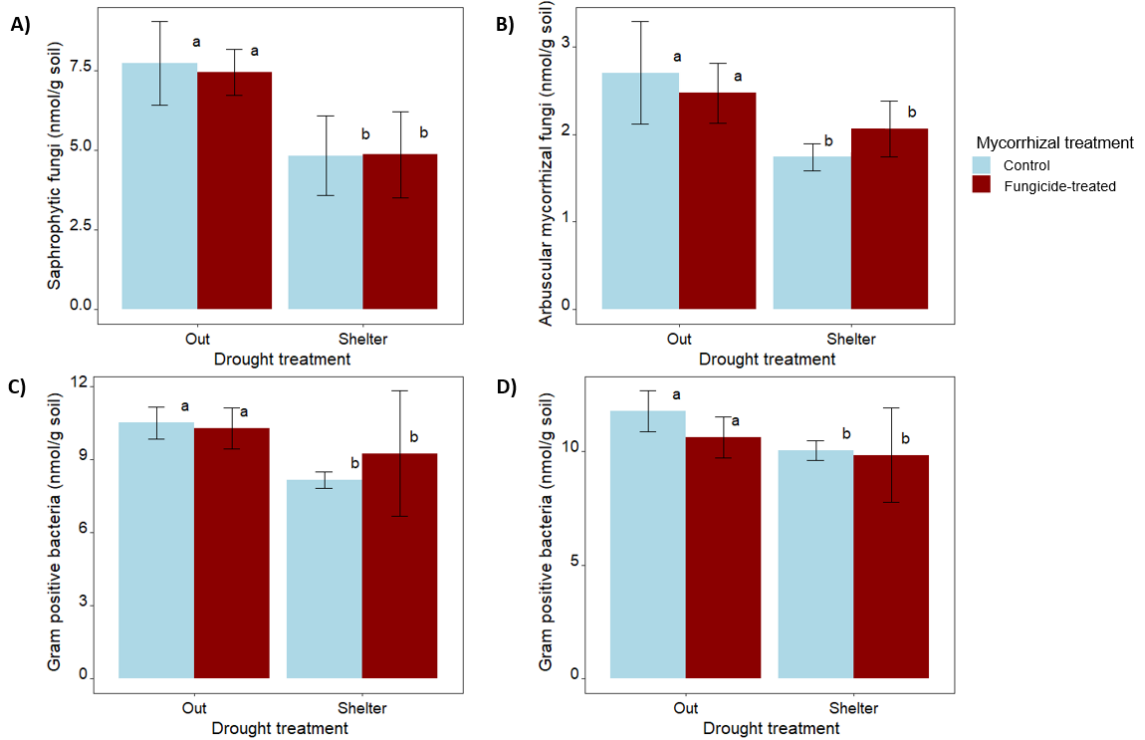 A)
Saphrophytic fungi (nmol/g soil)
7.5
5.0
2.5
0.0
a
a
b
b
Out
Shelter
Drought treatment
B)
Arbuscular mycorrhizal fungi (nmol/g soil)
3
2
1
0
a
a
b
b
Out
Shelter
Drought treatment
Mycorrhizal treatment
Control
Fungicide-treated
C)
Gram positive bacteria (nmol/g soil)
12
9
6
3
0
a
a
b
b
Out
Shelter
Drought treatment
D)
Gram positive bacteria (nmol/g soil)
10
5
0
a
a
b
b
Out
Shelter
Drought treatment